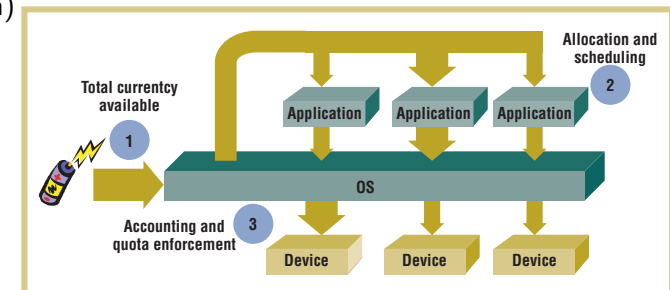 )
Total currentcy
available
1
Allocation and
scheduling
2
Application
Application
Application
OS
Accounting and
quota enforcement
3
Device
Device
Device